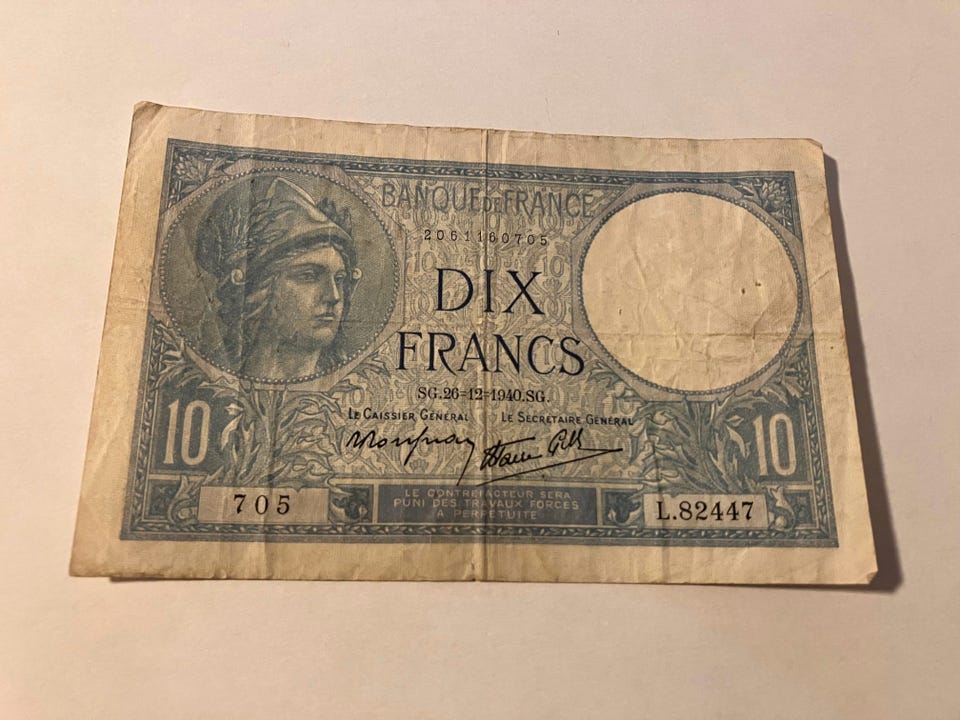 BANQUE DE FRANCE
2061160705
DIX
FRANCS
SG.26=12=1940.SG.
LE CAISSIER GÉNÉRAL LE SECRÉTAIRE GÉNÉRAL
10 10
705 L.82447
LE CONTREFACTEUR SERA
PUNI DES TRAVAUX FORCÉS
A PERPÉTUITÉ